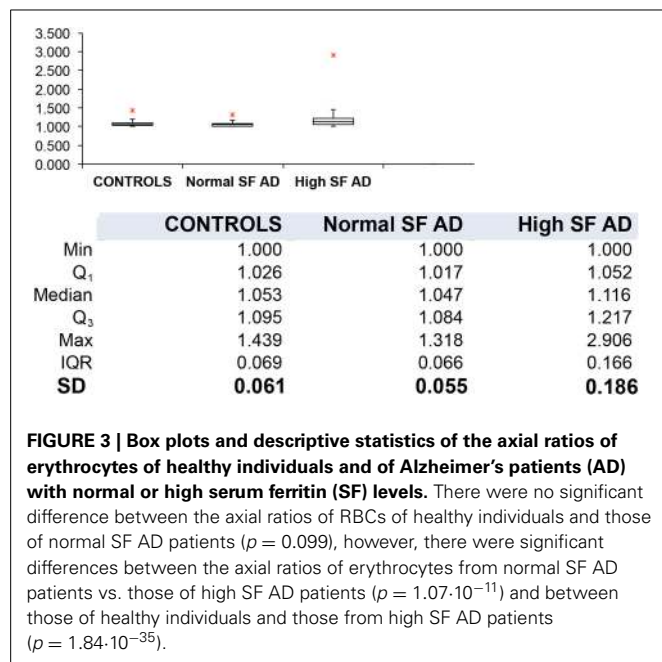 3.500
3.000
2.500
2.000
1.500
1.000
0.500
0.000
CONTROLS Normal SF AD High SF AD
CONTROLS Normal SF AD High SF AD
Min 1.000 1.000 1.000
Q1 1.026 1.017 1.052
Median 1.053 1.047 1.116
Q3 1.095 1.084 1.217
Max 1.439 1.318 2.906
IQR 0.069 0.066 0.166
SD 0.061 0.055 0.186
FIGURE 3 | Box plots and descriptive statistics of the axial ratios of
erythrocytes of healthy individuals and of Alzheimer's patients (AD)
with normal or high serum ferritin (SF) levels. There were no significant
difference between the axial ratios of RBCs of healthy individuals and those
of normal SF AD patients (p = 0.099), however, there were significant
differences between the axial ratios of erythrocytes from normal SF AD
patients vs. those of high SF AD patients (p = 1.07·10⁻¹¹) and between
those of healthy individuals and those from high SF AD patients
(p = 1.84·10⁻³⁵).